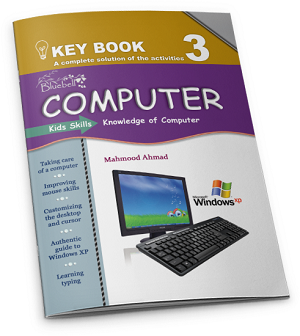 KEY BOOK 3
A complete solution of the activities
Bluebell
COMPUTER
Kids Skills
Knowledge of Computer
Mahmood Ahmad
Taking care
of a computer
Improving
mouse skills
Customizing
the desktop
and cursor
Authentic
guide to
Windows XP
Learning
typing
Microsoft
Windows xp